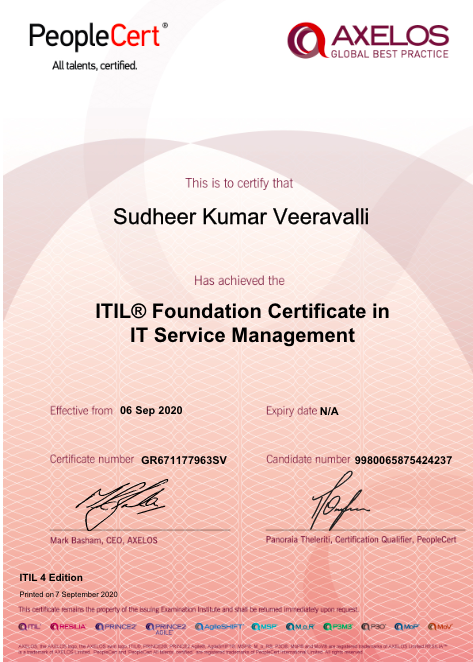 PeopleCert®
All talents, certified.
AXELOS
GLOBAL BEST PRACTICE
This is to certify that
Sudheer Kumar Veeravalli
Has achieved the
ITIL® Foundation Certificate in
IT Service Management
Effective from 06 Sep 2020
Expiry date N/A
Certificate number GR671177963SV
Candidate number 9980065875424237
Mark Basham, CEO, AXELOS
Panoraia Theleriti, Certification Qualifier, PeopleCert
ITIL 4 Edition
Printed on 7 September 2020
This certificate remains the property of the issuing Examination Institute and shall be returned immediately upon request.
ITIL RESILIA PRINCE2 PRINCE2 AGILE AgileSHIFT MSP M_o_R P3M3 P3O MoP MoV